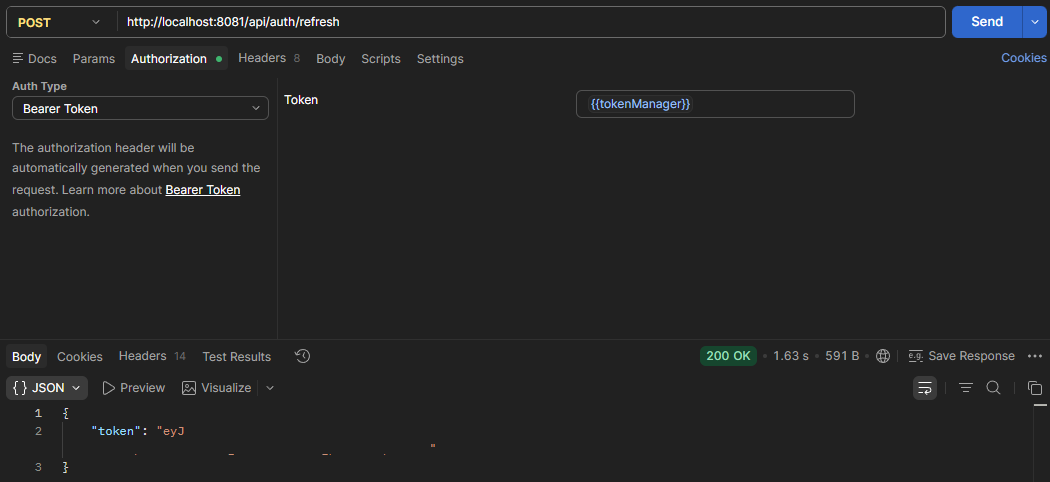 POST http://localhost:8081/api/auth/refresh Send
Docs Params Authorization Headers 8 Body Scripts Settings Cookies
Auth Type
Bearer Token
Token {{tokenManager}}
The authorization header will be
automatically generated when you send the
request. Learn more about Bearer Token
authorization.
Body Cookies Headers 14 Test Results 200 OK • 1.63 s • 591 B • e.g. Save Response
{} JSON Preview Visualize
1 {
2 "token": "eyJ
"
3 }